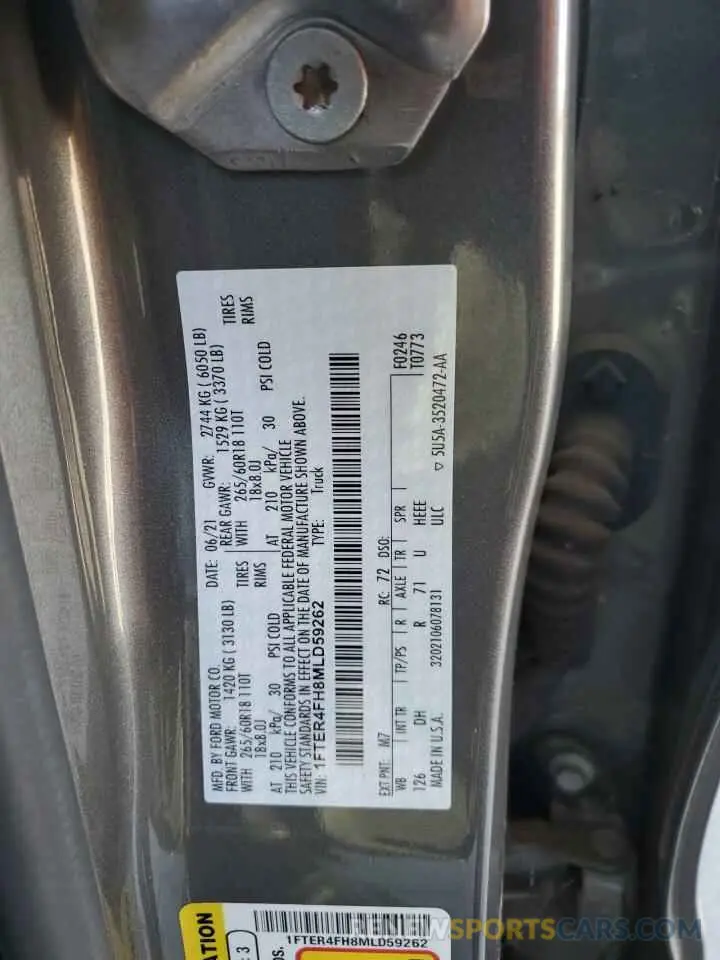 MFD. BY FORD MOTOR CO.
DATE: 06/21 GVWR: 2744 KG ( 6050 LB)
FRONT GAWR: 1420 KG ( 3130 LB) REAR GAWR: 1529 KG ( 3370 LB)
WITH 265/60R18 110T TIRES WITH 265/60R18 110T TIRES
18x8.0J RIMS 18x8.0J RIMS
AT 210 kPa/ 30 PSI COLD AT 210 kPa/ 30 PSI COLD
THIS VEHICLE CONFORMS TO ALL APPLICABLE FEDERAL MOTOR VEHICLE
SAFETY STANDARDS IN EFFECT ON THE DATE OF MANUFACTURE SHOWN ABOVE.
VIN: 1FTER4FH8MLD59262 TYPE: Truck
EXT PNT: M7 RC: 72 DSO: F0246
WB INT TR TP/PS R AXLE TR SPR T0773
126 DH R 71 U HEEE
MADE IN U.S.A. 3202106078131 ULC ▽ 5U5A-3520472-AA
1FTER4FH8MLD59262
RENEWSPORTSCARS.COM